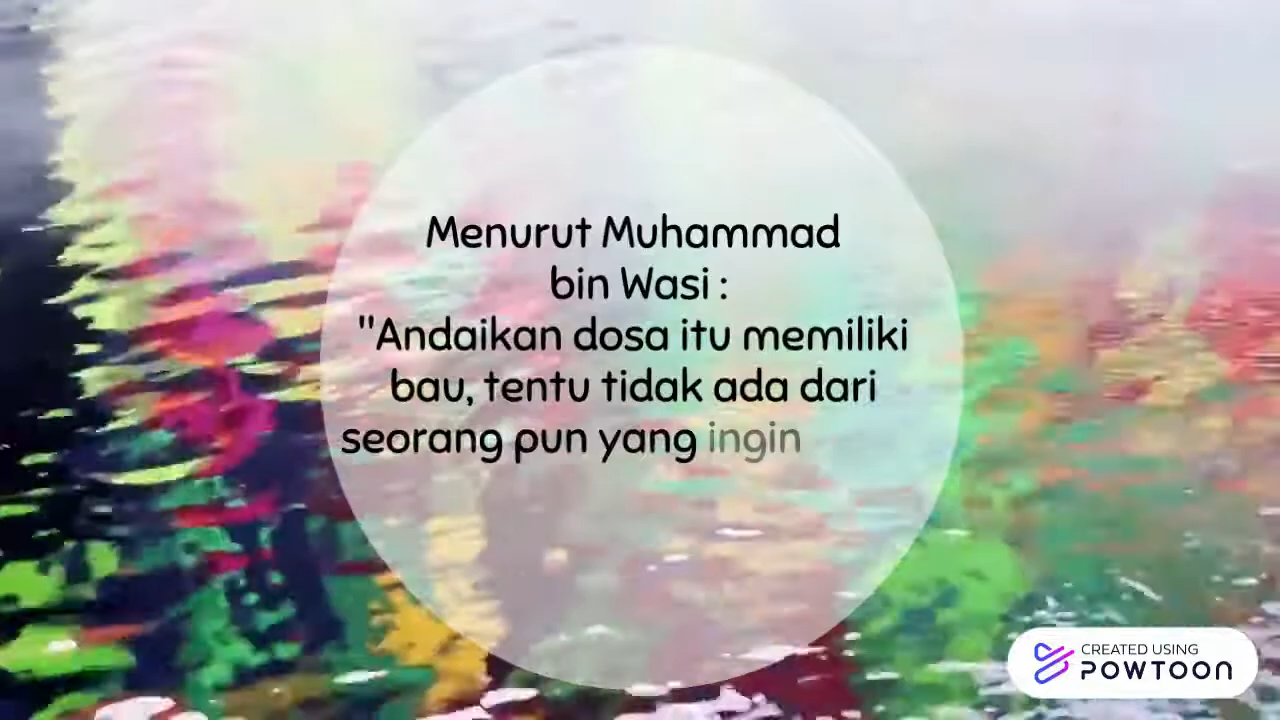 Menurut Muhammad
bin Wasi :
"Andaikan dosa itu memiliki
bau, tentu tidak ada dari
seorang pun yang ingin
CREATED USING
POWTOON